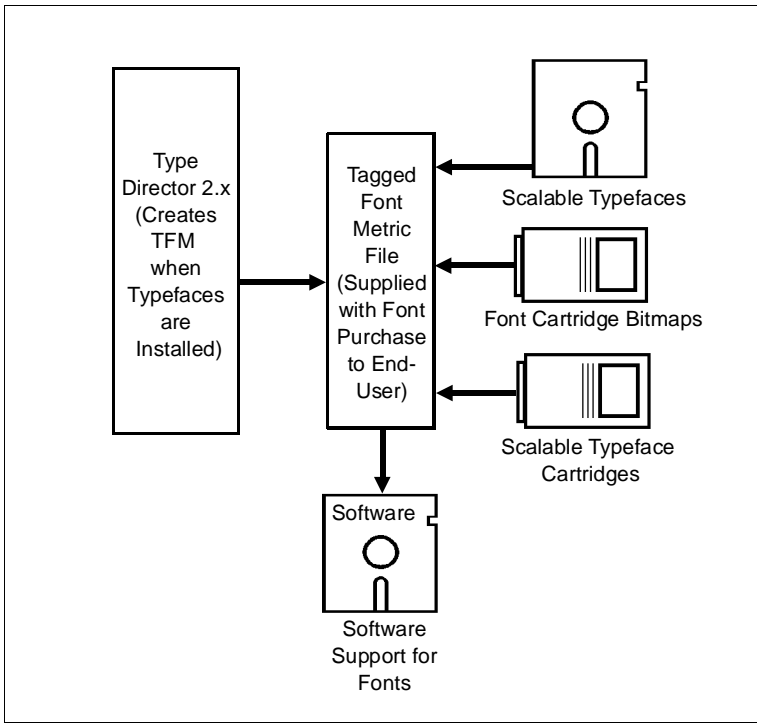 Type
Director 2.x
(Creates
TFM
when
Typefaces
are
Installed)
Tagged
Font
Metric
File
(Supplied
with Font
Purchase
to End-
User)
Scalable Typefaces
Font Cartridge Bitmaps
Scalable Typeface
Cartridges
Software
Software
Support for
Fonts